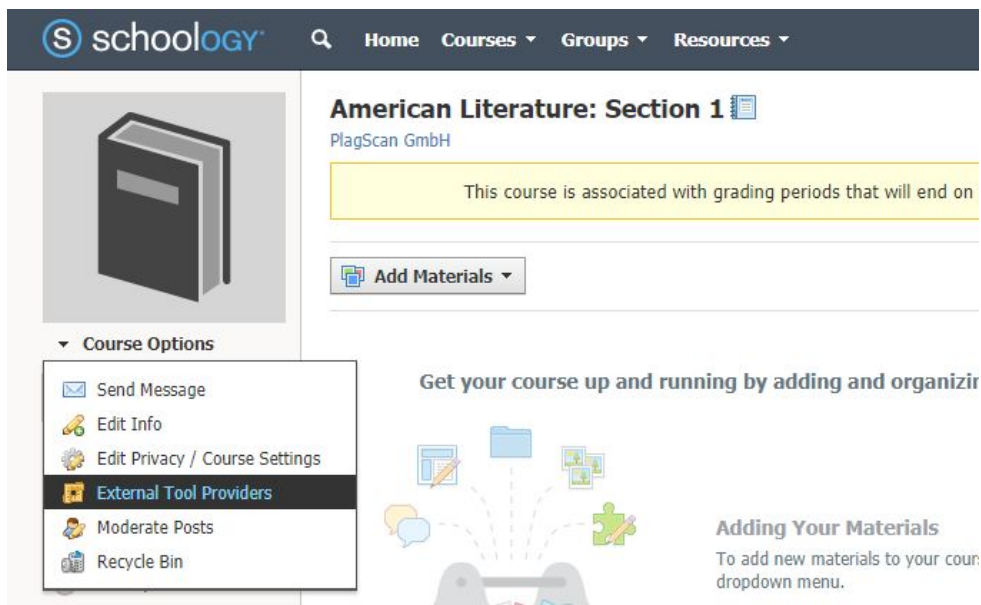 schoology
Home Courses Groups Resources
American Literature: Section 1
PlagScan GmbH
This course is associated with grading periods that will end on
Add Materials
Course Options
Send Message
Edit Info
Edit Privacy / Course Settings
External Tool Providers
Moderate Posts
Recycle Bin
Get your course up and running by adding and
Adding Your Materials
To add new materials to your
dropdown menu.